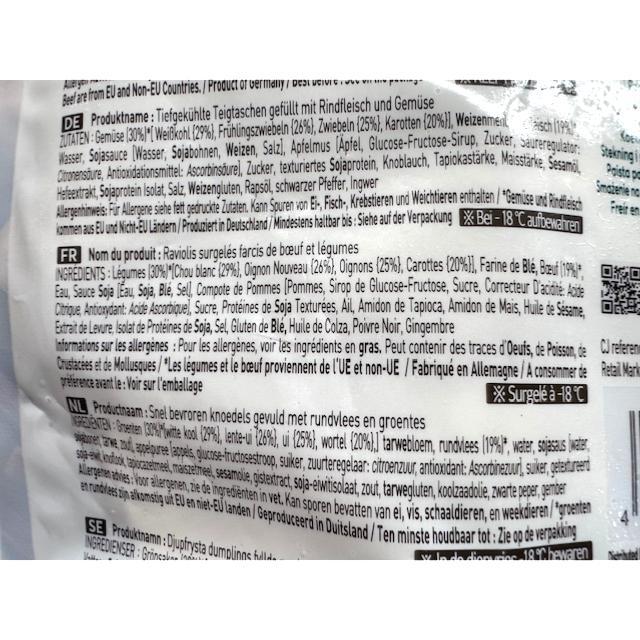 Beef are from EU and Non-EU Countries. / Product of Germany / Best before : See on the
DE Produktname : Tiefgekühlte Teigtaschen gefüllt mit Rindfleisch und Gemüse
ZUTATEN : Gemüse (30%)*[Weißkohl {29%}, Frühlingszwiebeln {26%}, Zwiebeln {25%}, Karotten {20%}], (19%)*
Wasser, Sojasauce [Wasser, Sojabohnen, Weizen, Salz], Apfelmus [Äpfel, Glucose-Fructose-Sirup, Zucker, Säureregulator:
Citronensäure, Antioxidationsmittel: Ascorbinsäure], Zucker, texturiertes Sojaprotein, Knoblauch, Tapiokastärke, Maisstärke, Sesamöl,
Hefeextrakt, Sojaprotein Isolat, Salz, Weizengluten, Rapsöl, schwarzer Pfeffer, Ingwer
Allergenhinweis: Für Allergene siehe fett gedruckte Zutaten. Kann Spuren von Ei-, Fisch-, Krebstieren und Weichtieren enthalten / *Gemüse und Rindfleisch
kommen aus EU und Nicht-EU Ländern / Produziert in Deutschland / Mindestens haltbar bis : Siehe auf der Verpackung ※ Bei - 18 ℃ aufbewahren
FR Nom du produit : Raviolis surgelés farcis de bœuf et légumes
INGRÉDIENTS : Légumes (30%)*[Chou blanc {29%}, Oignon Nouveau {26%}, Oignons {25%}, Carottes {20%}], Farine de Blé, Bœuf (19%)*,
Eau, Sauce Soja [Eau, Soja, Blé, Sel], Compote de Pommes [Pommes, Sirop de Glucose-Fructose, Sucre, Correcteur D'acidité: Acide
Citrique, Antioxydant: Acide Ascorbique], Sucre, Protéines de Soja Texturées, Ail, Amidon de Tapioca, Amidon de Maïs, Huile de Sésame,
Extrait de Levure, Isolat de Protéines de Soja, Sel, Gluten de Blé, Huile de Colza, Poivre Noir, Gingembre
Informations sur les allergènes : Pour les allergènes, voir les ingrédients en gras. Peut contenir des traces d'Oeufs, de Poisson, de
Crustacées et de Mollusques / *Les légumes et le bœuf proviennent de l'UE et non-UE / Fabriqué en Allemagne / A consommer de
préférence avant le : Voir sur l'emballage ※ Surgelé à -18 ℃
NL Productnaam : Snel bevroren knoedels gevuld met rundvlees en groentes
INGREDIËNTEN : Groenten (30%)*[witte kool {29%}, lente-ui {26%}, ui {25%}, wortel {20%},] tarwebloem, rundvlees (19%)*, water, sojasaus [water,
sojabonen, tarwe, zout], appelpuree [appels, glucose-fructosestroop, suiker, zuurteregelaar: citroenzuur, antioxidant: Ascorbinezuur], suiker, getextureerd
soja-eiwit, knoflook, tapiocazetmeel, maïszetmeel, sesamolie, gistextract, soja-eiwitisolaat, zout, tarwegluten, koolzaadolie, zwarte peper, gember
Allergenen advies : Voor allergenen, zie de ingrediënten in vet. Kan sporen bevatten van ei, vis, schaaldieren, en weekdieren / *groenten
en rundvlees zijn alkomstig uit EU en niet-EU landen / Geproduceerd in Duitsland / Ten minste houdbaar tot : Zie op de verpakking
※ In de diepvries -18 ℃ bewaren
SE Produktnamn : Djupfrysta dumplings
INGREDIENSER :
CJ
Retail
4
Distributed